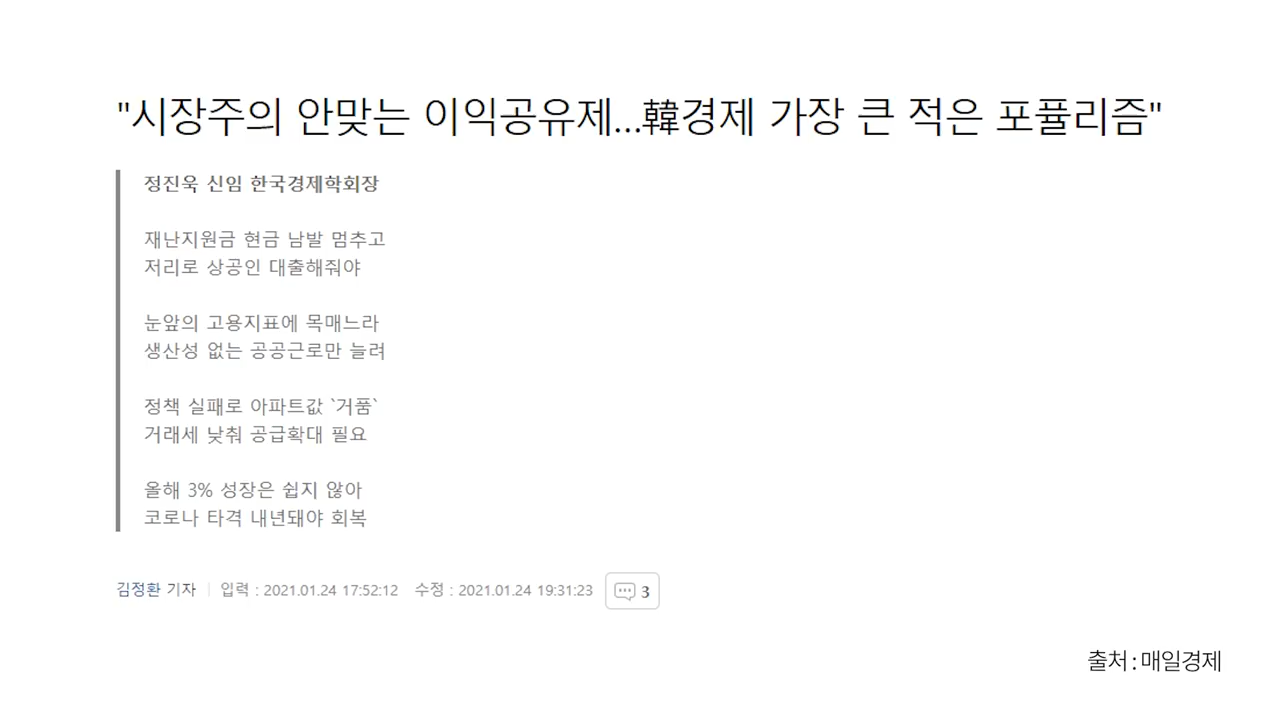 "시장주의 안맞는 이익공유제...韓경제 가장 큰 적은 포퓰리즘"
정진욱 신임 한국경제학회장
재난지원금 현금 남발 멈추고
저리로 상공인 대출해줘야
눈앞의 고용지표에 목매느라
생산성 없는 공공근로만 늘려
정책 실패로 아파트값 `거품`
거래세 낮춰 공급확대 필요
올해 3% 성장은 쉽지 않아
코로나 타격 내년돼야 회복
김정환 기자 | 입력 : 2021.01.24 17:52:12 수정 : 2021.01.24 19:31:23 3
출처 : 매일경제